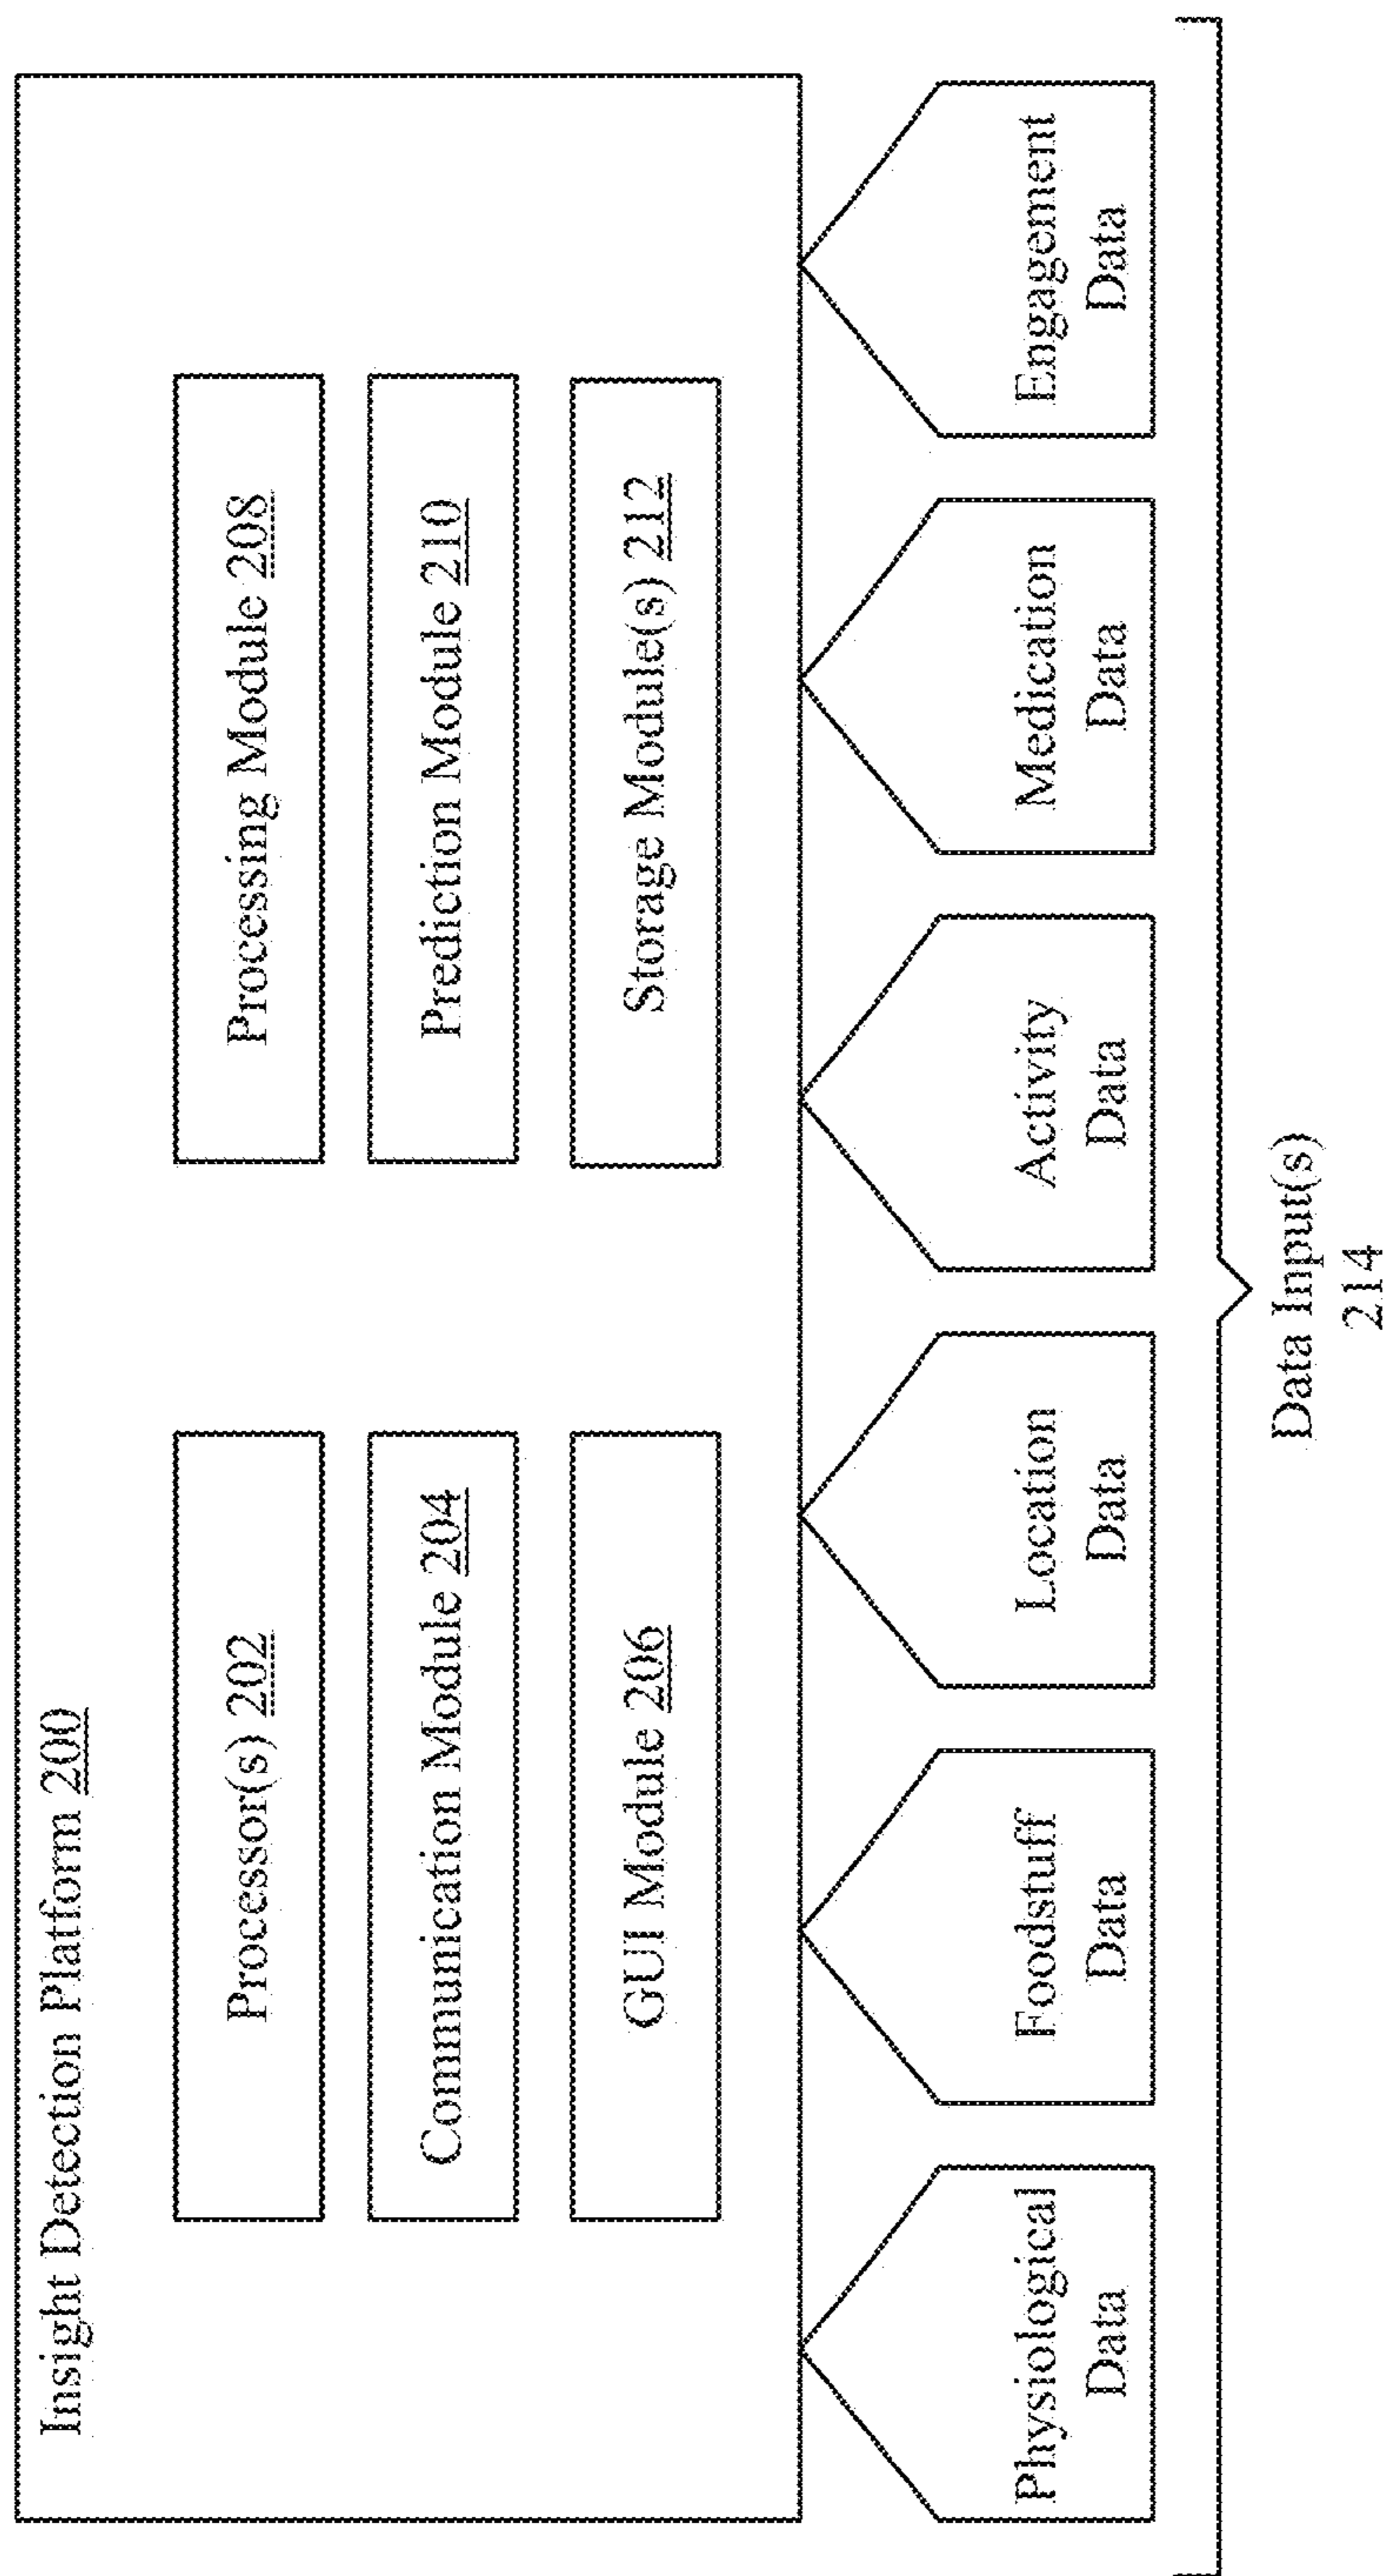 Insight Detection Platform 200
Processor(s) 202
Communication Module 204
GUI Module 206
Processing Module 208
Prediction Module 210
Storage Module(s) 212
Physiological
Data
Foodstuff
Data
Location
Data
Activity
Data
Medication
Data
Engagement
Data
Data Input(s)
214